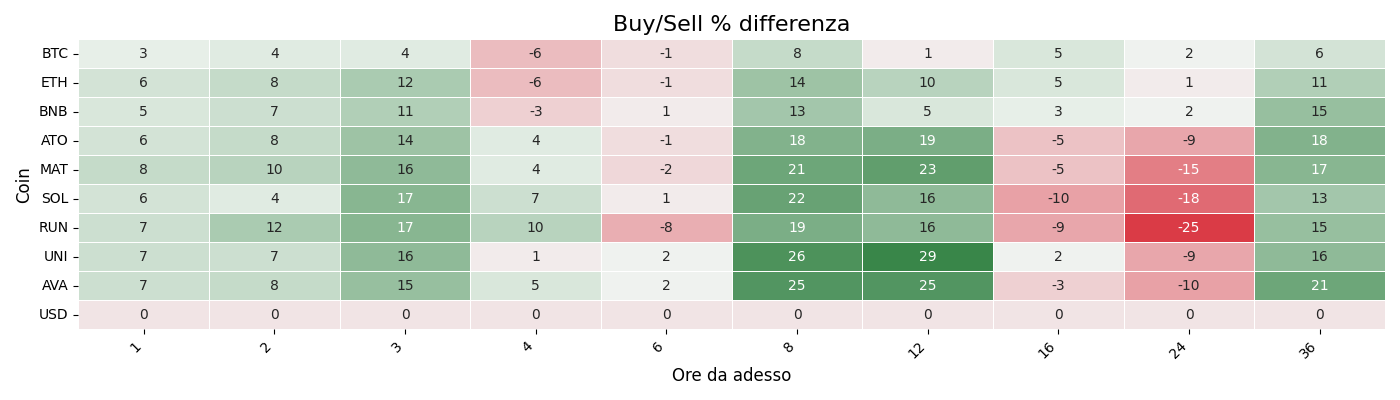 Buy/Sell % differenza
Coin
BTC 3 4 4 -6 -1 8 1 5 2 6
ETH 6 8 12 -6 -1 14 10 5 1 11
BNB 5 7 11 -3 1 13 5 3 2 15
ATO 6 8 14 4 -1 18 19 -5 -9 18
MAT 8 10 16 4 -2 21 23 -5 -15 17
SOL 6 4 17 7 1 22 16 -10 -18 13
RUN 7 12 17 10 -8 19 16 -9 -25 15
UNI 7 7 16 1 2 26 29 2 -9 16
AVA 7 8 15 5 2 25 25 -3 -10 21
USD 0 0 0 0 0 0 0 0 0 0
1 2 3 4 6 8 12 16 24 36
Ore da adesso